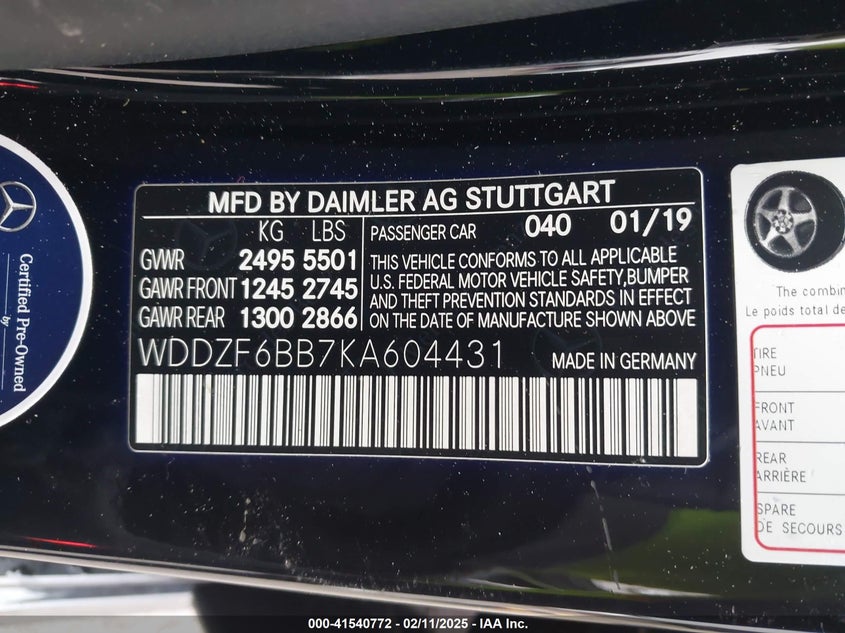 MFD BY DAIMLER AG STUTTGART
KG LBS
GVWR 2495 5501
GAWR FRONT 1245 2745
GAWR REAR 1300 2866
PASSENGER CAR 040 01/19
THIS VEHICLE CONFORMS TO ALL APPLICABLE
U.S. FEDERAL MOTOR VEHICLE SAFETY,BUMPER
AND THEFT PREVENTION STANDARDS IN EFFECT
ON THE DATE OF MANUFACTURE SHOWN ABOVE
WDDZF6BB7KA604431 MADE IN GERMANY
Certified Pre-Owned
by
The combin
Le poids total de
TIRE
PNEU
FRONT
AVANT
REAR
ARRIÈRE
SPARE
DE SECOURS
000-41540772 - 02/11/2025 - IAA Inc.